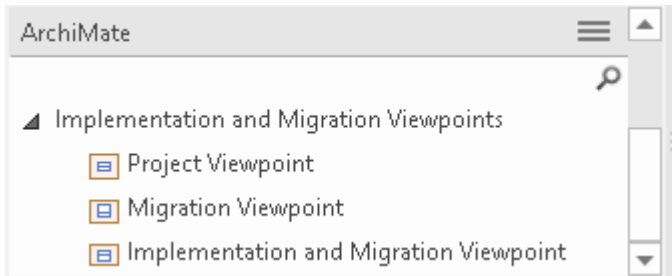 ArchiMate
Implementation and Migration Viewpoints
Project Viewpoint
Migration Viewpoint
Implementation and Migration Viewpoint